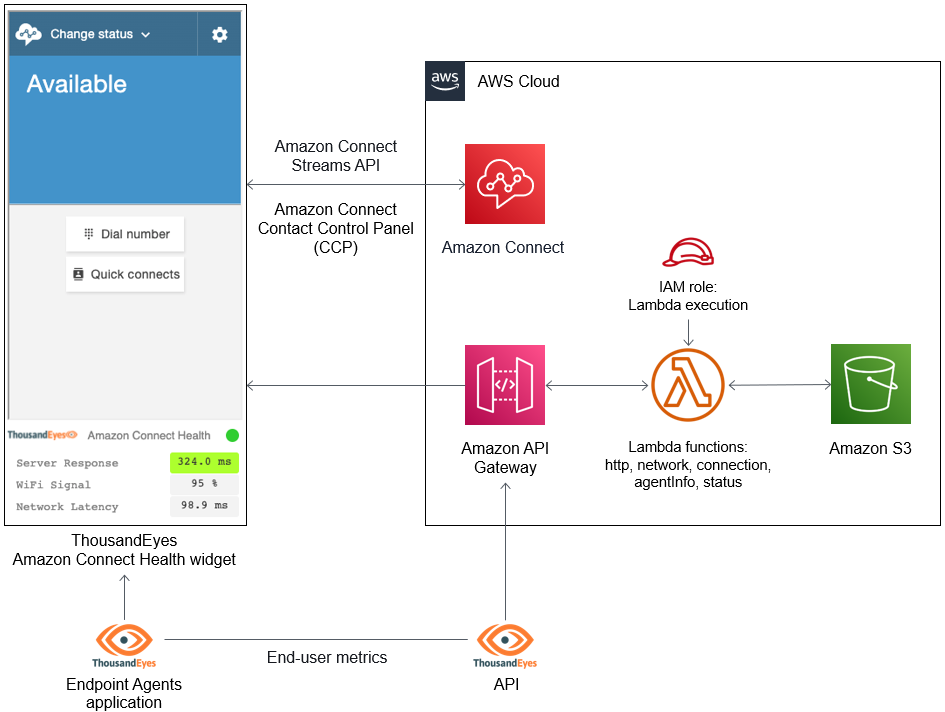 Change status
Available
Dial number
Quick connects
ThousandEyes Amazon Connect Health
Server Response 324.0 ms
WiFi Signal 95 %
Network Latency 98.9 ms
ThousandEyes
Amazon Connect Health widget
Amazon Connect
Streams API
Amazon Connect
Contact Control Panel
(CCP)
aws
AWS Cloud
Amazon Connect
IAM role:
Lambda execution
Amazon API
Gateway
Lambda functions:
http, network, connection,
agentInfo, status
Amazon S3
ThousandEyes
Endpoint Agents
application
End-user metrics
ThousandEyes
API